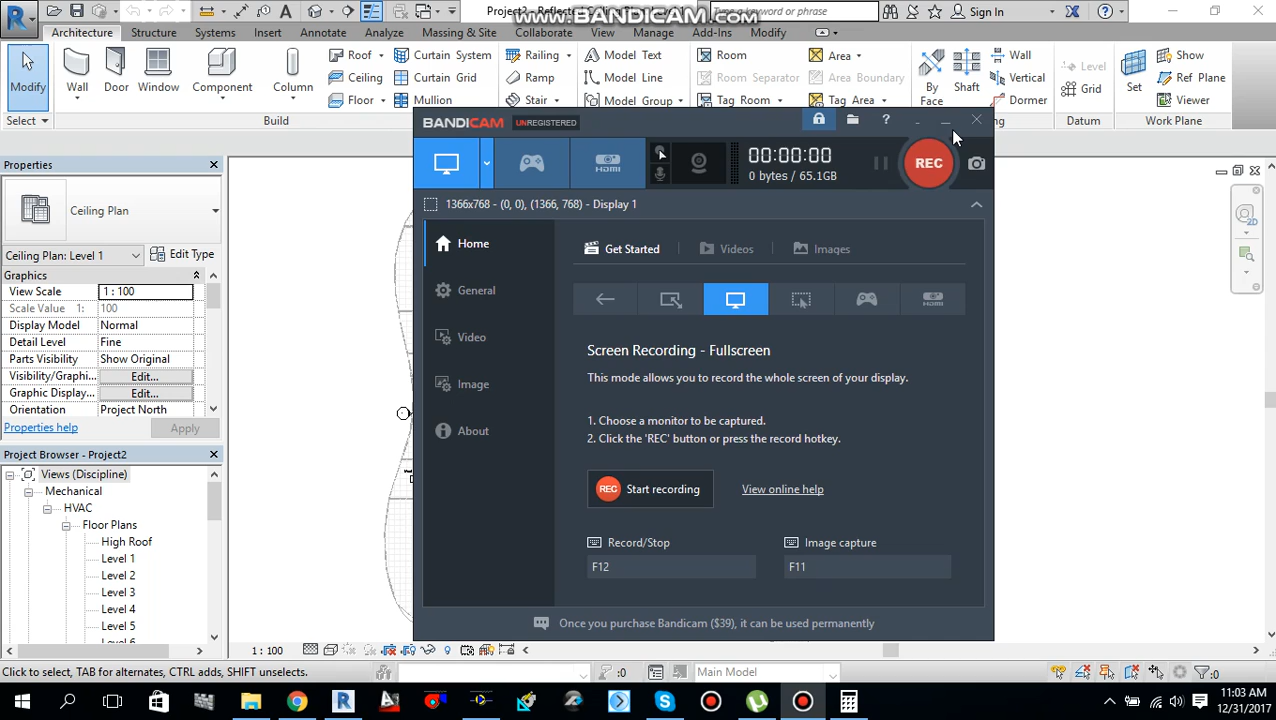 Project2 - Reflected
www.BANDICAM.com
Type a keyword or phrase
Sign In
Architecture Structure Systems Insert Annotate Analyze Massing & Site Collaborate View Manage Add-Ins Modify
Modify
Wall
Door
Window
Component
Column
Roof
Ceiling
Floor
Curtain System
Curtain Grid
Mullion
Railing
Ramp
Stair
Model Text
Model Line
Model Group
Room
Room Separator
Tag Room
Area
Area Boundary
Tag Area
By Face
Shaft
Wall
Vertical
Dormer
Level
Grid
Set
Show
Ref Plane
Viewer
Select
Build
Datum
Work Plane
Properties
Ceiling Plan
Ceiling Plan: Level 1
Edit Type
Graphics
View Scale 1 : 100
Scale Value 1: 100
Display Model Normal
Detail Level Fine
Parts Visibility Show Original
Visibility/Graphi... Edit...
Graphic Display... Edit...
Orientation Project North
Properties help
Apply
Project Browser - Project2
Views (Discipline)
Mechanical
HVAC
Floor Plans
High Roof
Level 1
Level 2
Level 3
Level 4
Level 5
Level 6
BANDICAM UNREGISTERED
HDMI
00:00:00
0 bytes / 65.1GB
REC
1366x768 - (0, 0), (1366, 768) - Display 1
Home
General
Video
Image
About
Get Started
Videos
Images
HDMI
Screen Recording - Fullscreen
This mode allows you to record the whole screen of your display.
1. Choose a monitor to be captured.
2. Click the 'REC' button or press the record hotkey.
REC Start recording
View online help
Record/Stop
Image capture
F12
F11
Once you purchase Bandicam ($39), it can be used permanently
2D
1 : 100
Click to select, TAB for alternates, CTRL adds, SHIFT unselects.
:0
Main Model
:0
11:03 AM
12/31/2017